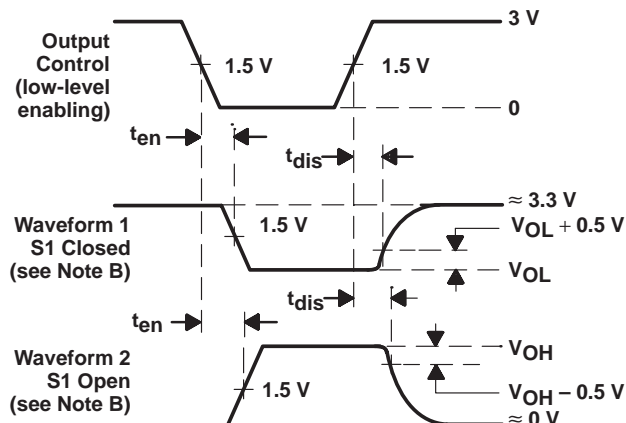 3 V
Output
Control
(low-level
enabling)
1.5 V
1.5 V
0
ten
tdis
≈ 3.3 V
Waveform 1
S1 Closed
(see Note B)
1.5 V
VOL + 0.5 V
VOL
ten
tdis
Waveform 2
S1 Open
(see Note B)
1.5 V
VOH
VOH – 0.5 V
≈ 0 V